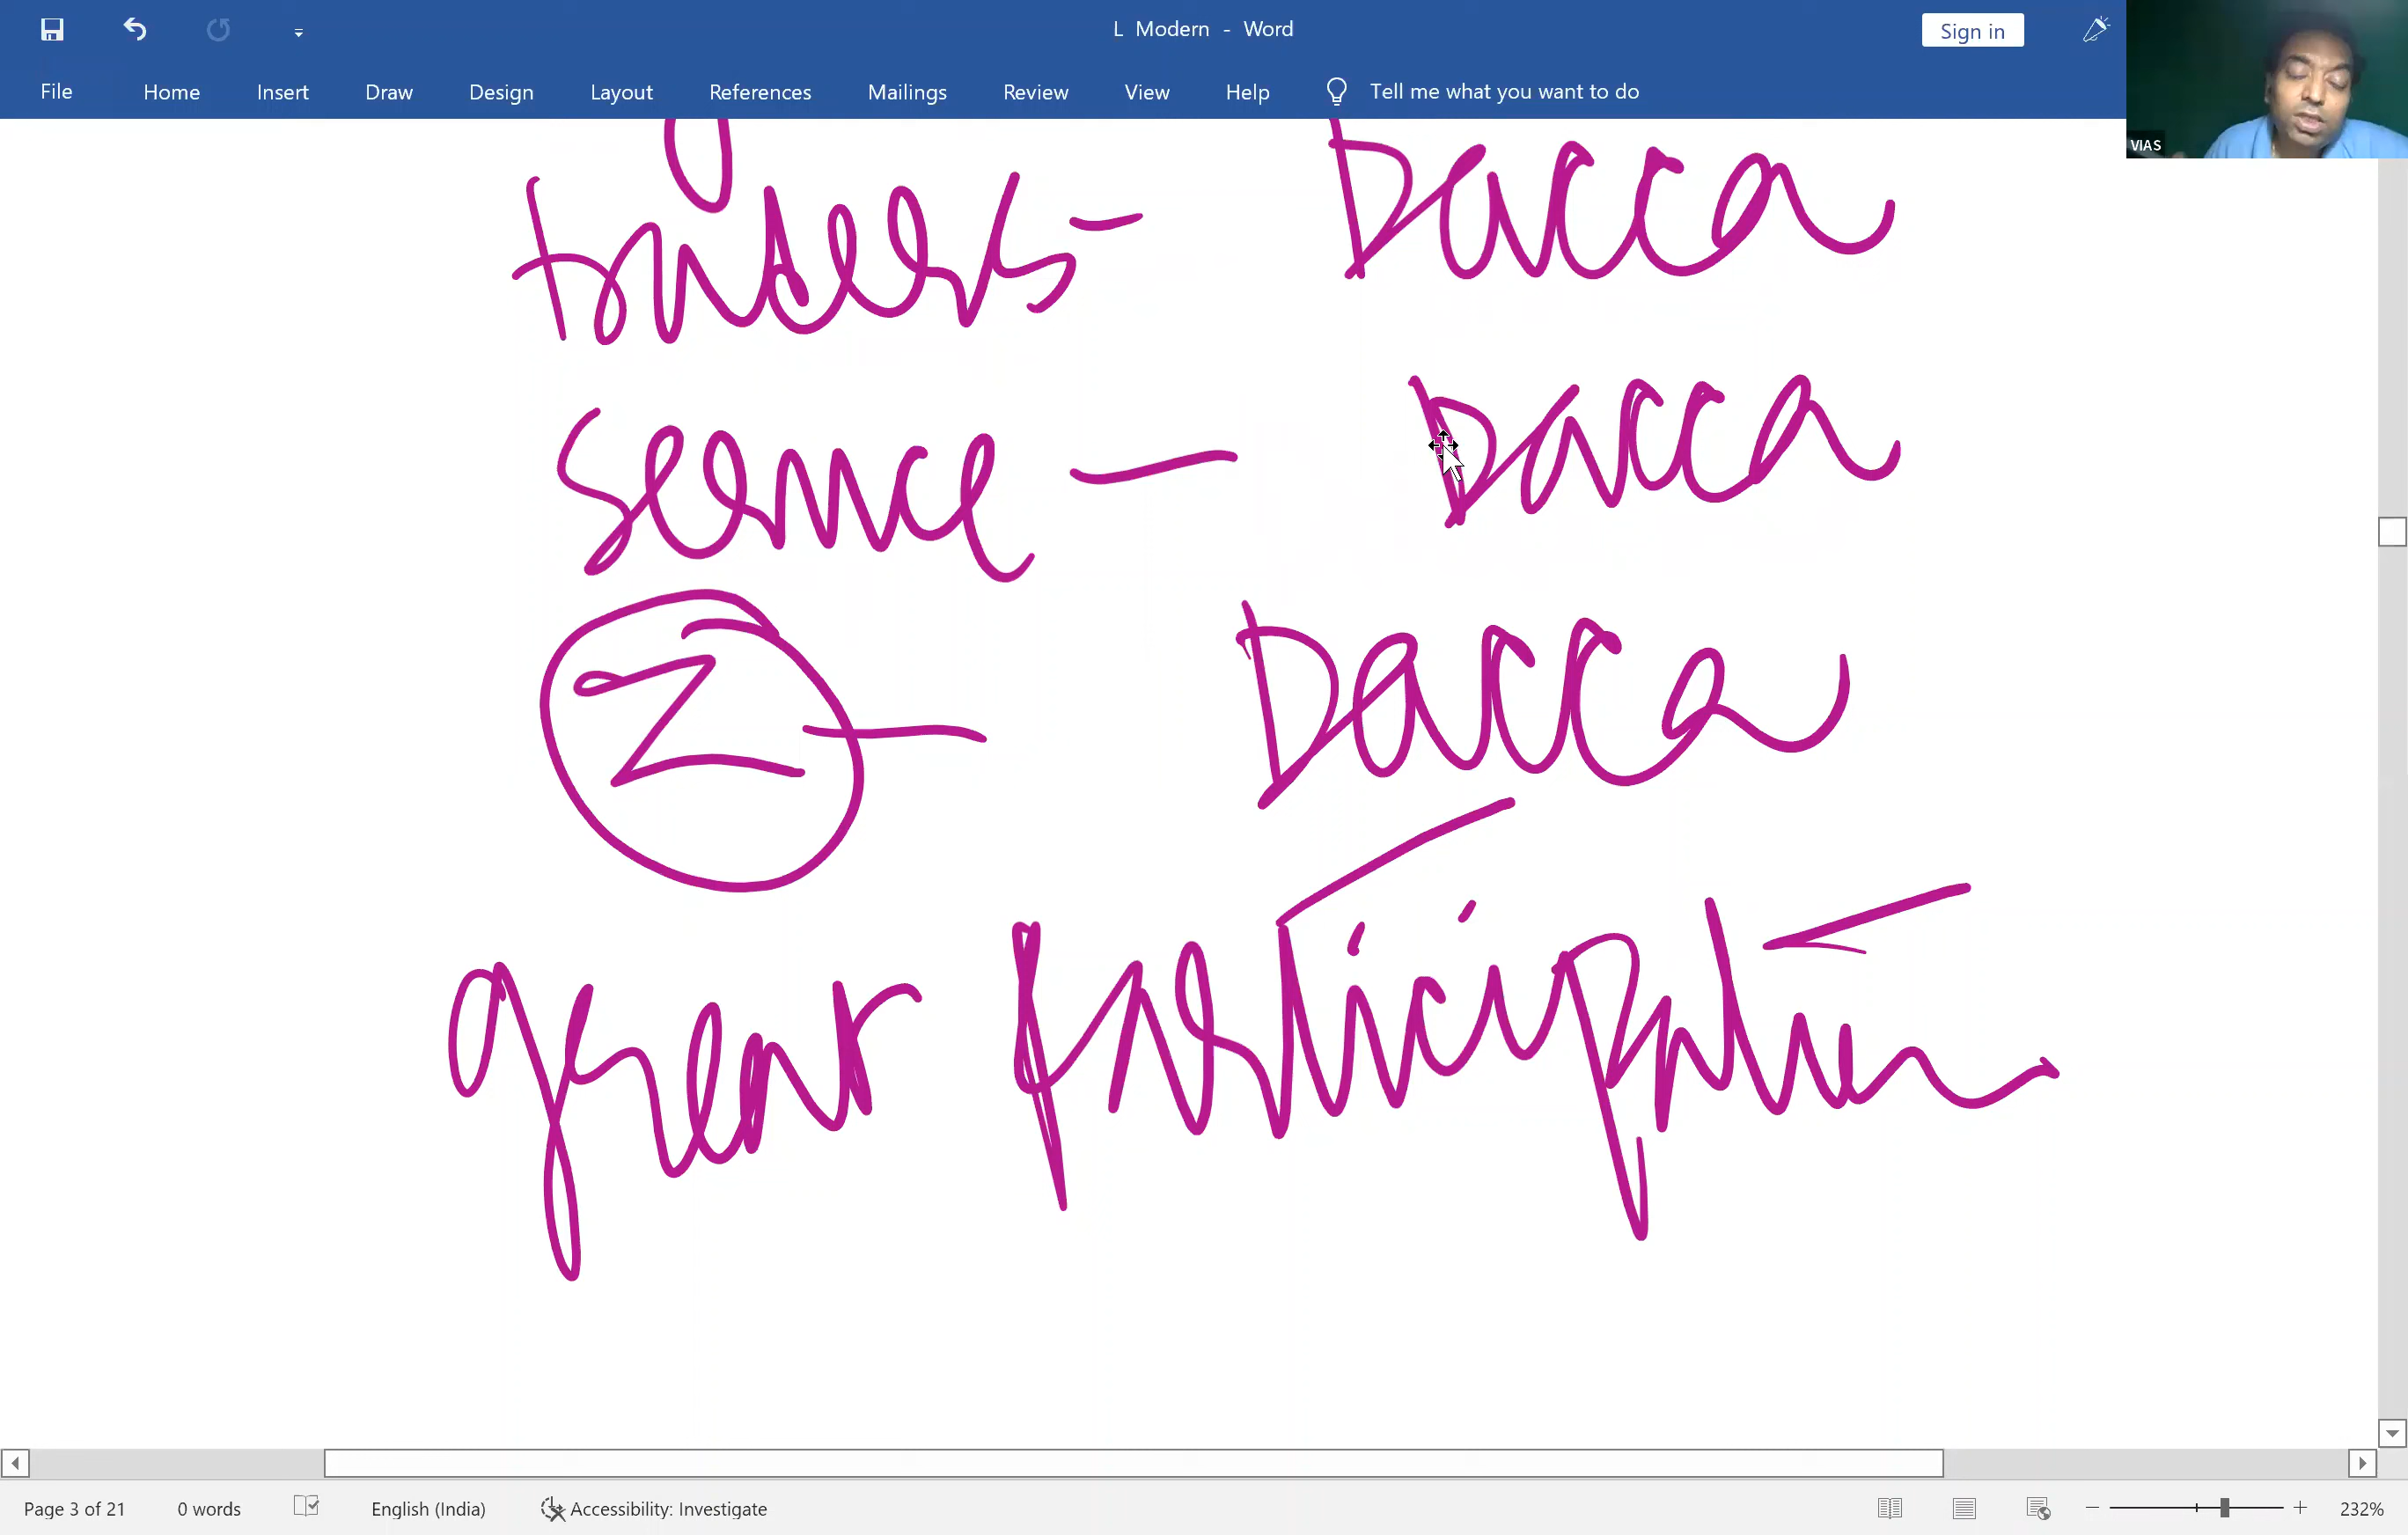 L Modern - Word
Sign in
File Home Insert Draw Design Layout References Mailings Review View Help Tell me what you want to do
VIAS
Traders - Dacca
Service - Dacca
Z - Dacca
greater participation
Page 3 of 21 0 words English (India) Accessibility: Investigate 232%